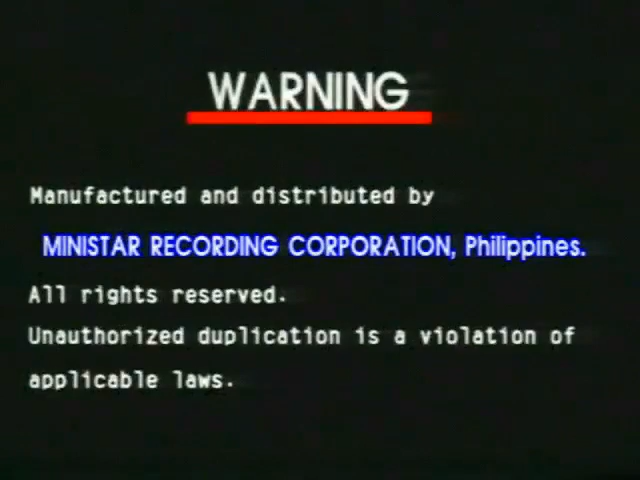 WARNING
Manufactured and distributed by
MINISTAR RECORDING CORPORATION, Philippines.
All rights reserved.
Unauthorized duplication is a violation of
applicable laws.